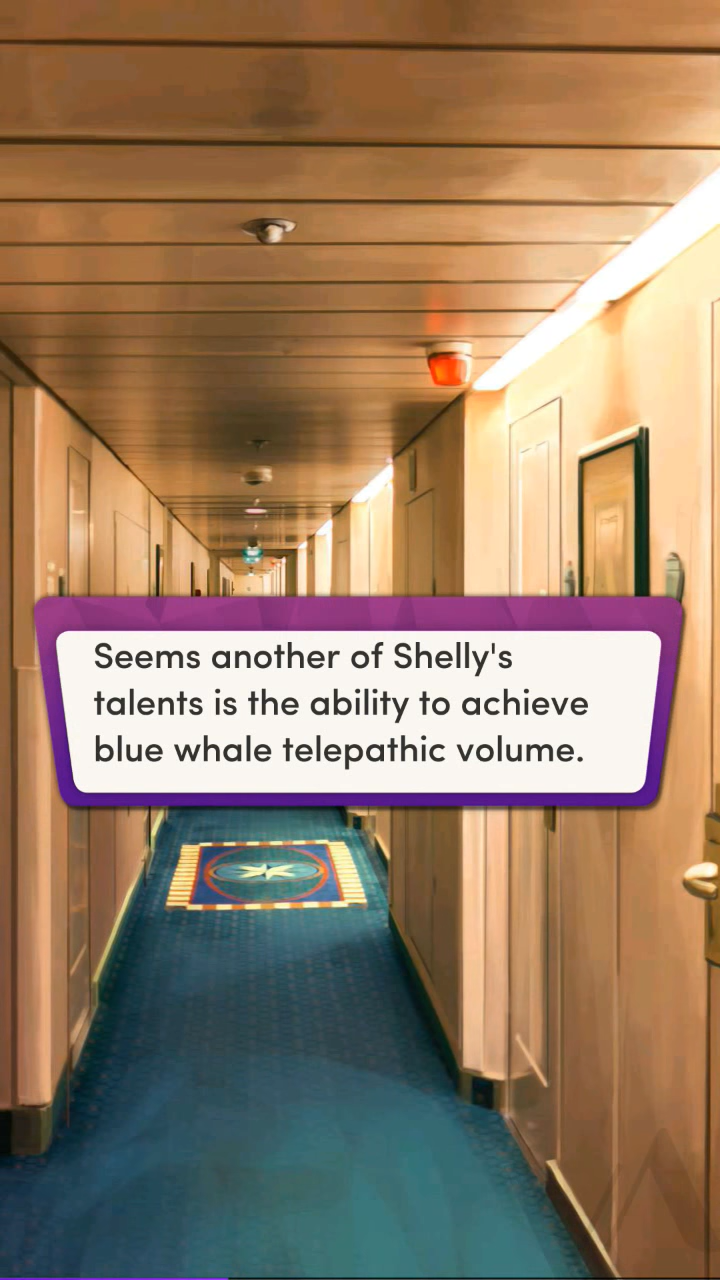 Seems another of Shelly's
talents is the ability to achieve
blue whale telepathic volume.